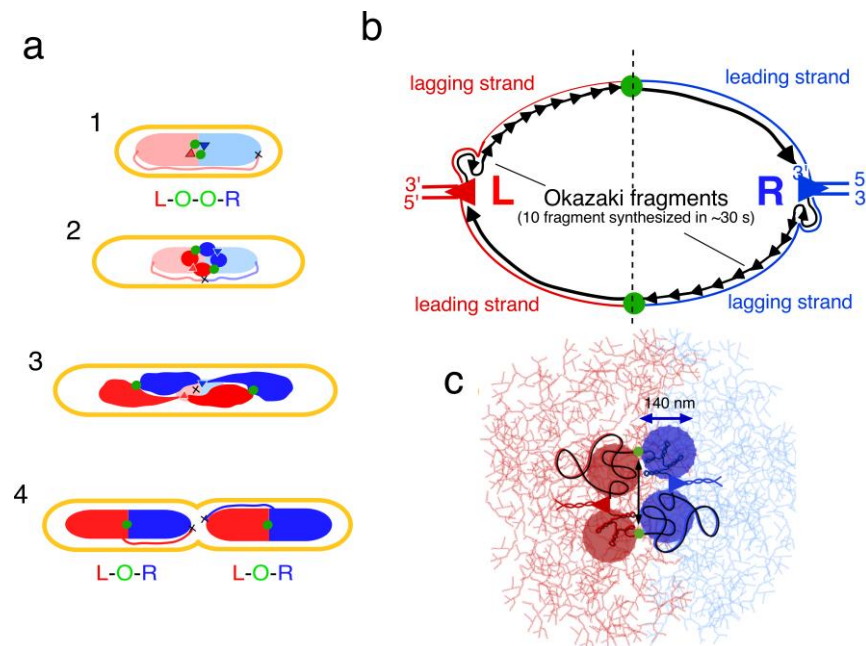 a
1
L-O-O-R
2
3
4
L-O-R
L-O-R
b
lagging strand
leading strand
3'
5'
L
Okazaki fragments
(10 fragment synthesized in ~30 s)
R
3'
5'
3'
leading strand
lagging strand
c
140 nm